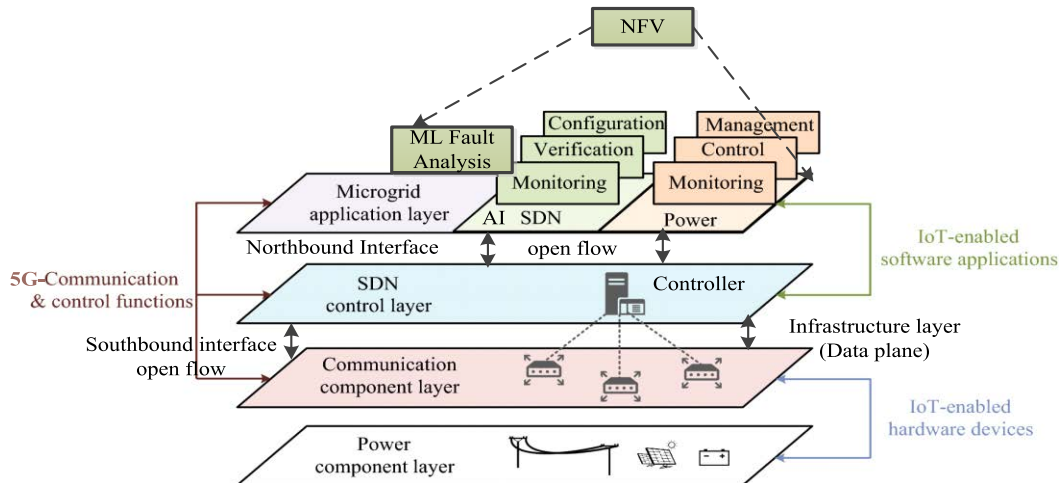 NFV
Configuration
Management
ML Fault
Analysis
Verification
Control
Monitoring
Monitoring
Microgrid
application layer
AI SDN
Power
Northbound Interface
open flow
IoT-enabled
software applications
5G-Communication
& control functions
SDN
control layer
Controller
Southbound interface
open flow
Infrastructure layer
(Data plane)
Communication
component layer
IoT-enabled
hardware devices
Power
component layer